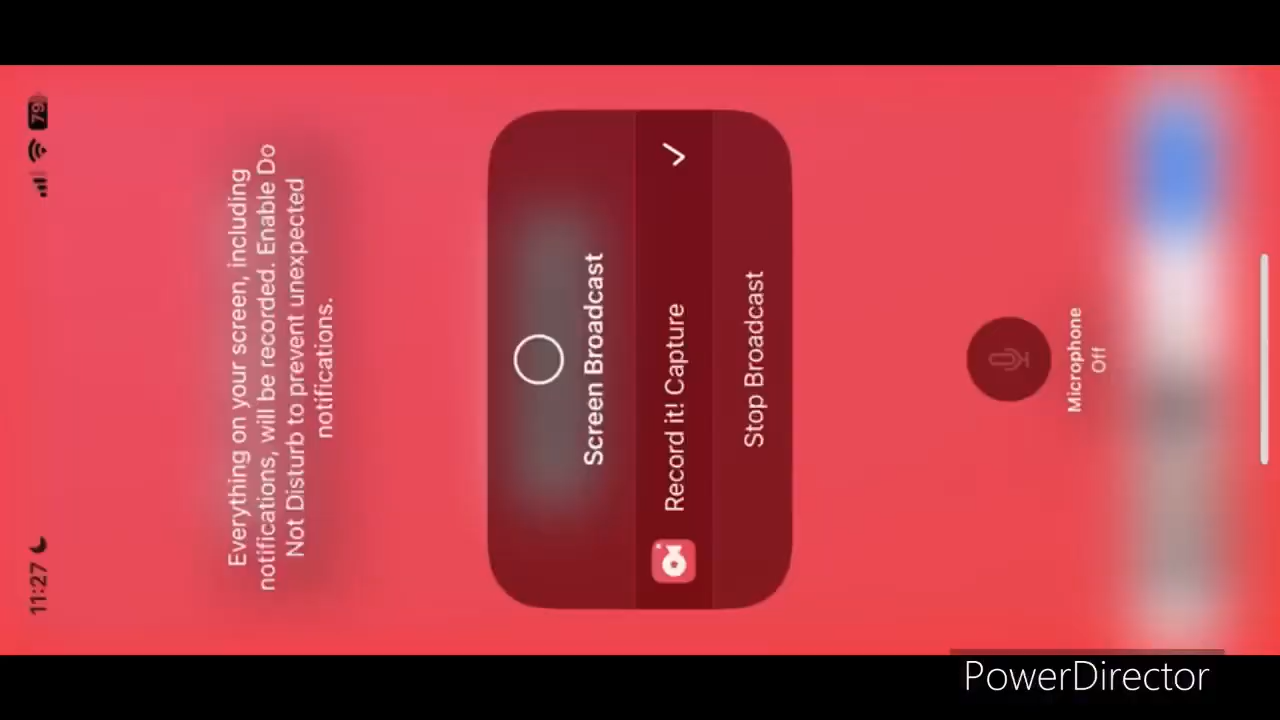 11:27
79
Everything on your screen, including
notifications, will be recorded. Enable Do
Not Disturb to prevent unexpected
notifications.
Screen Broadcast
Record it! Capture
Stop Broadcast
Microphone
Off
PowerDirector